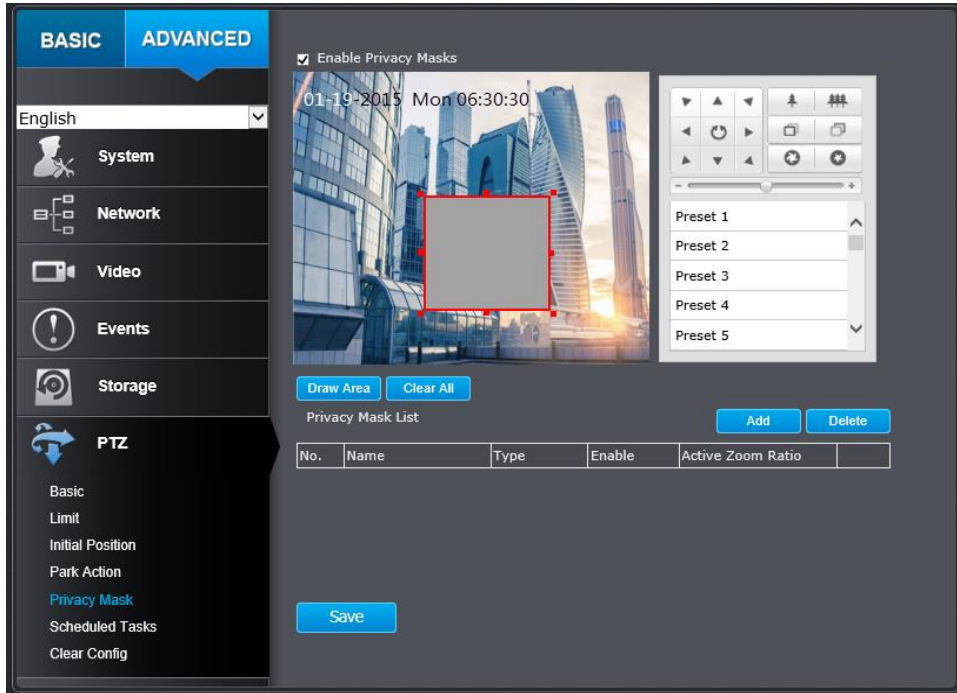 BASIC ADVANCED
English
System
Network
Video
Events
Storage
PTZ
Basic
Limit
Initial Position
Park Action
Privacy Mask
Scheduled Tasks
Clear Config
Enable Privacy Masks
01-19-2015 Mon 06:30:30
Preset 1
Preset 2
Preset 3
Preset 4
Preset 5
Draw Area Clear All
Privacy Mask List Add Delete
No. Name Type Enable Active Zoom Ratio
Save